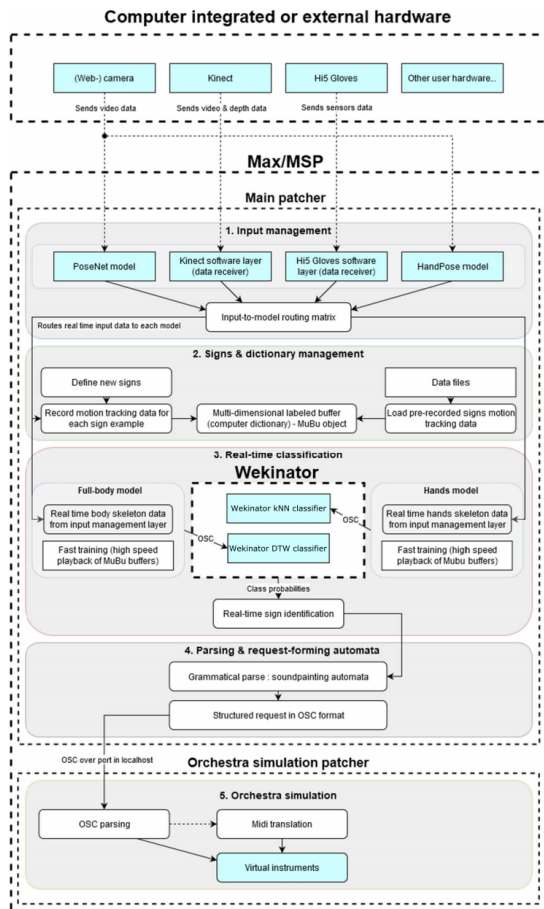 Computer integrated or external hardware
(Web-) camera
Kinect
Hi5 Gloves
Other user hardware...
Sends video data
Sends video & depth data
Sends sensors data
Max/MSP
Main patcher
1. Input management
PoseNet model
Kinect software layer
(data receiver)
Hi5 Gloves software
layer (data receiver)
HandPose model
Input-to-model routing matrix
Routes real time input data to each model
2. Signs & dictionary management
Define new signs
Data files
Record motion tracking data for
each sign example
Multi-dimensional labeled buffer
(computer dictionary) - MuBu object
Load pre-recorded signs motion
tracking data
3. Real-time classification
Wekinator
Full-body model
Hands model
Real time body skeleton data
from input management layer
Fast training (high speed
playback of MuBu buffers)
OSC
Wekinator kNN classifier
Wekinator DTW classifier
OSC
Real time hands skeleton data
from input management layer
Fast training (high speed
playback of Mubu buffers)
Class probabilities
Real-time sign identification
4. Parsing & request-forming automata
Grammatical parse : soundpainting automata
Structured request in OSC format
OSC over port in localhost
Orchestra simulation patcher
5. Orchestra simulation
OSC parsing
Midi translation
Virtual instruments